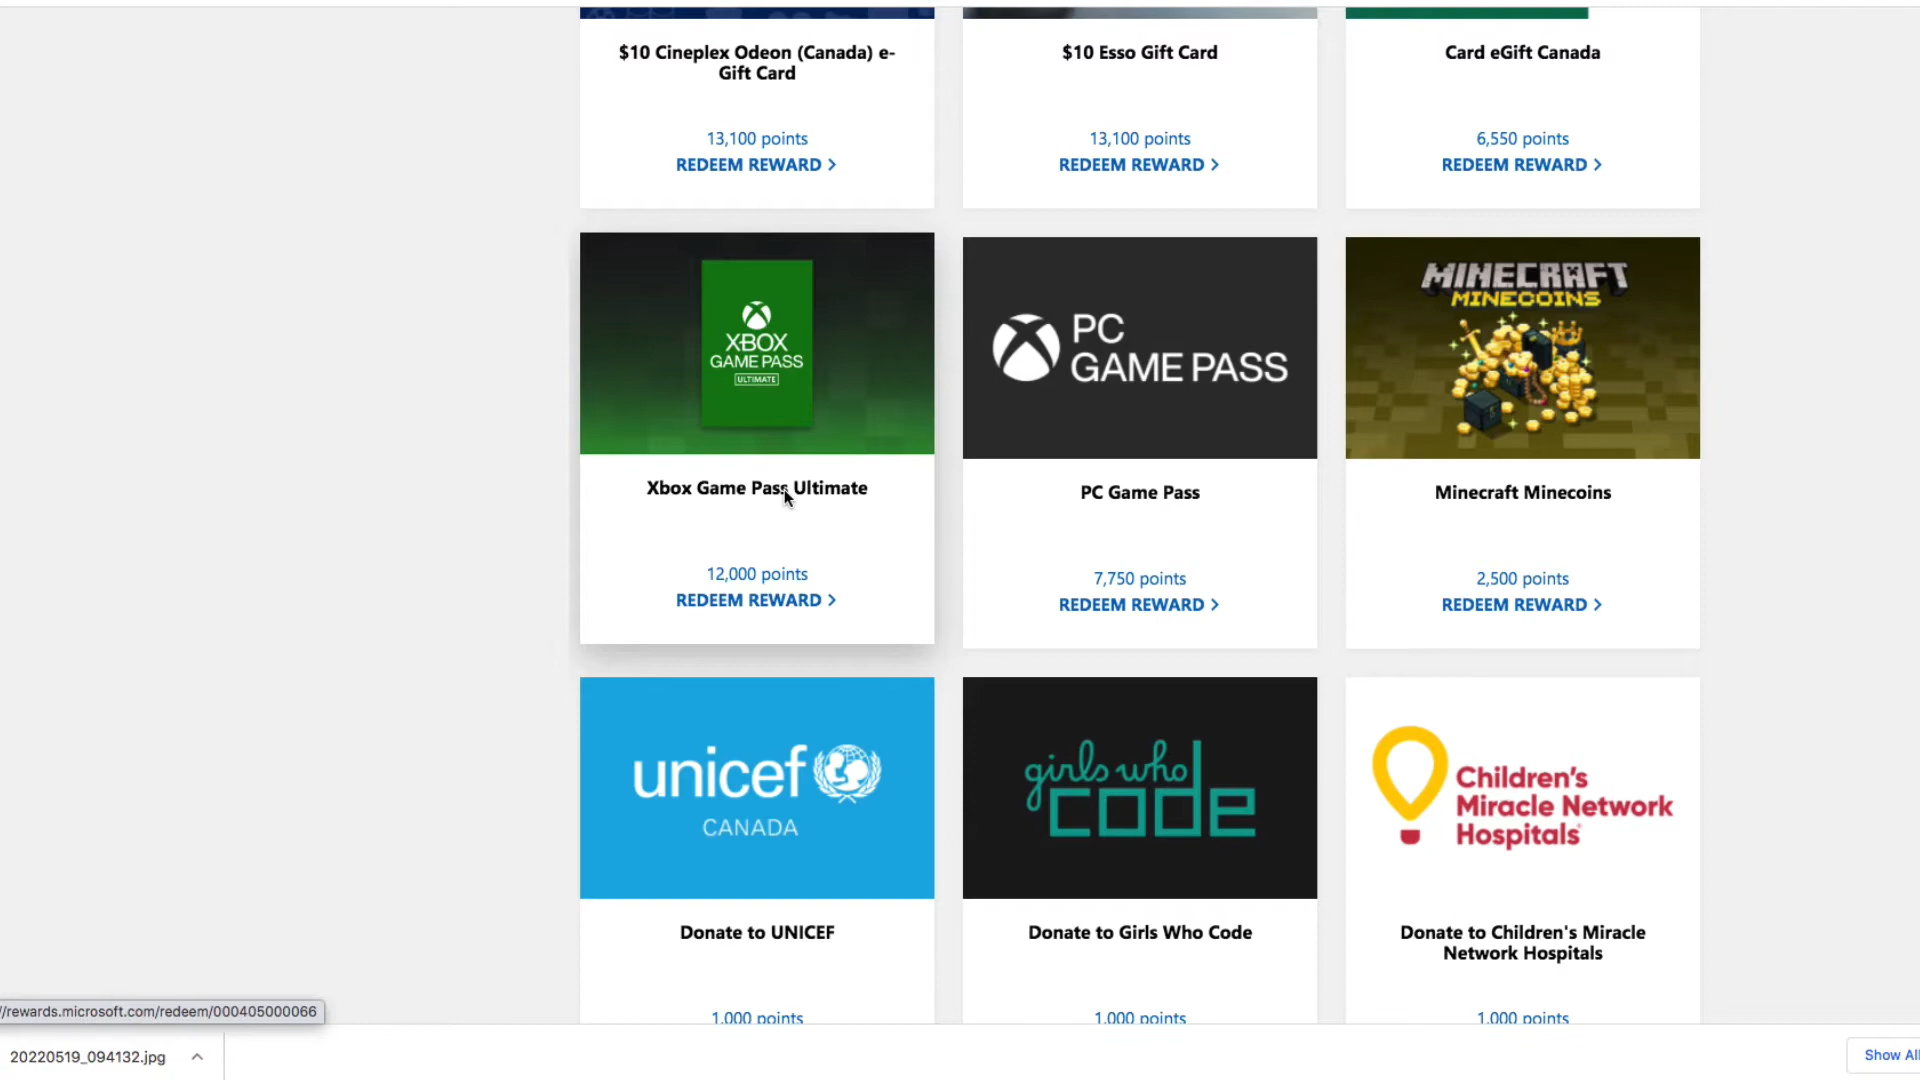 $10 Cineplex Odeon (Canada) e-
Gift Card
13,100 points
REDEEM REWARD >
$10 Esso Gift Card
13,100 points
REDEEM REWARD >
Card eGift Canada
6,550 points
REDEEM REWARD >
XBOX
GAME PASS
ULTIMATE
Xbox Game Pass Ultimate
12,000 points
REDEEM REWARD >
PC
GAME PASS
PC Game Pass
7,750 points
REDEEM REWARD >
MINECRAFT
MINECOINS
Minecraft Minecoins
2,500 points
REDEEM REWARD >
unicef
CANADA
Donate to UNICEF
1,000 points
girls who
code
Donate to Girls Who Code
1,000 points
Children's
Miracle Network
Hospitals
Donate to Children's Miracle
Network Hospitals
1,000 points
//rewards.microsoft.com/redeem/000405000066
20220519_094132.jpg
Show All